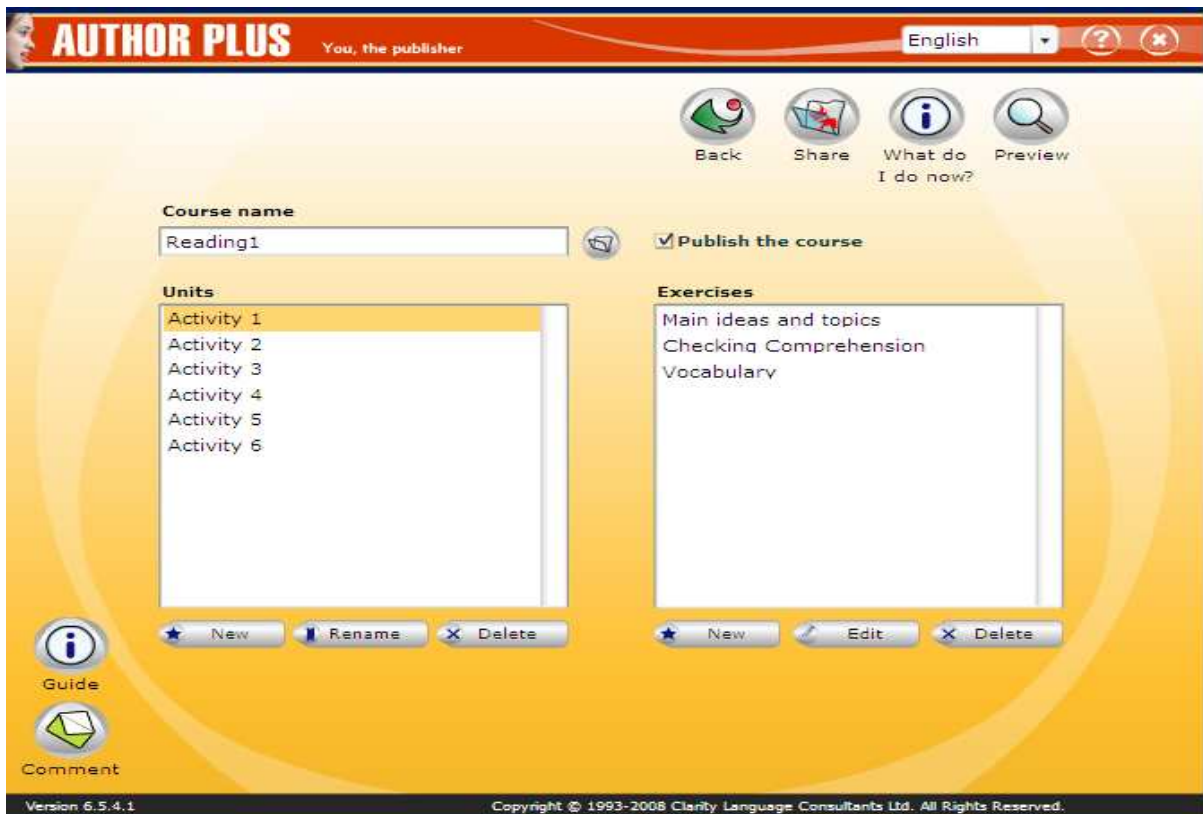 AUTHOR PLUS
You, the publisher
English
Back
Share
What do
I do now?
Preview
Course name
Reading1
Publish the course
Units
Activity 1
Activity 2
Activity 3
Activity 4
Activity 5
Activity 6
Exercises
Main ideas and topics
Checking Comprehension
Vocabulary
New
Rename
Delete
New
Edit
Delete
Guide
Comment
Version 6.5.4.1
Copyright © 1993-2008 Clarity Language Consultants Ltd. All Rights Reserved.